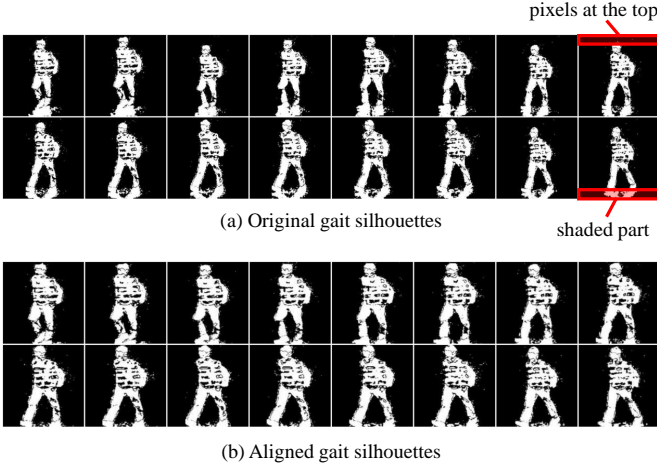 pixels at the top
(a) Original gait silhouettes
shaded part
(b) Aligned gait silhouettes